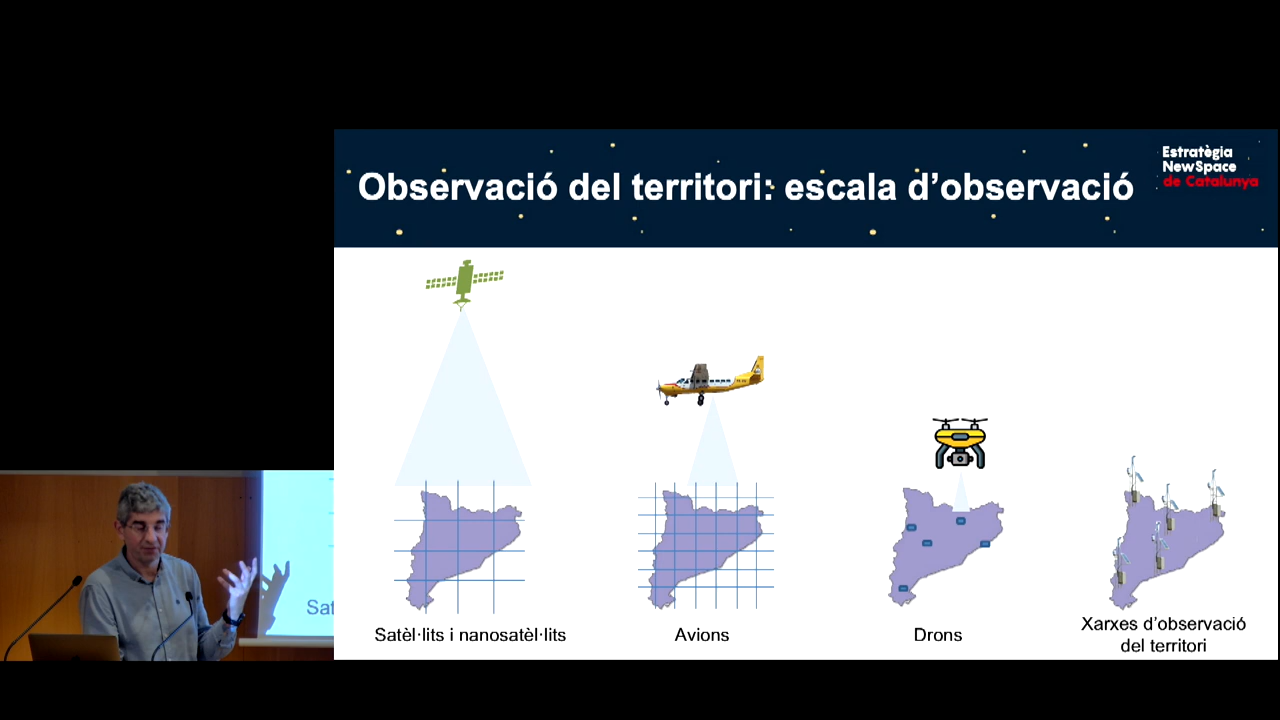 Observació del territori: escala d'observació
Estratègia
NewSpace
de Catalunya
Satèl·lits i nanosatèl·lits
Avions
Drons
Xarxes d'observació
del territori
Sat